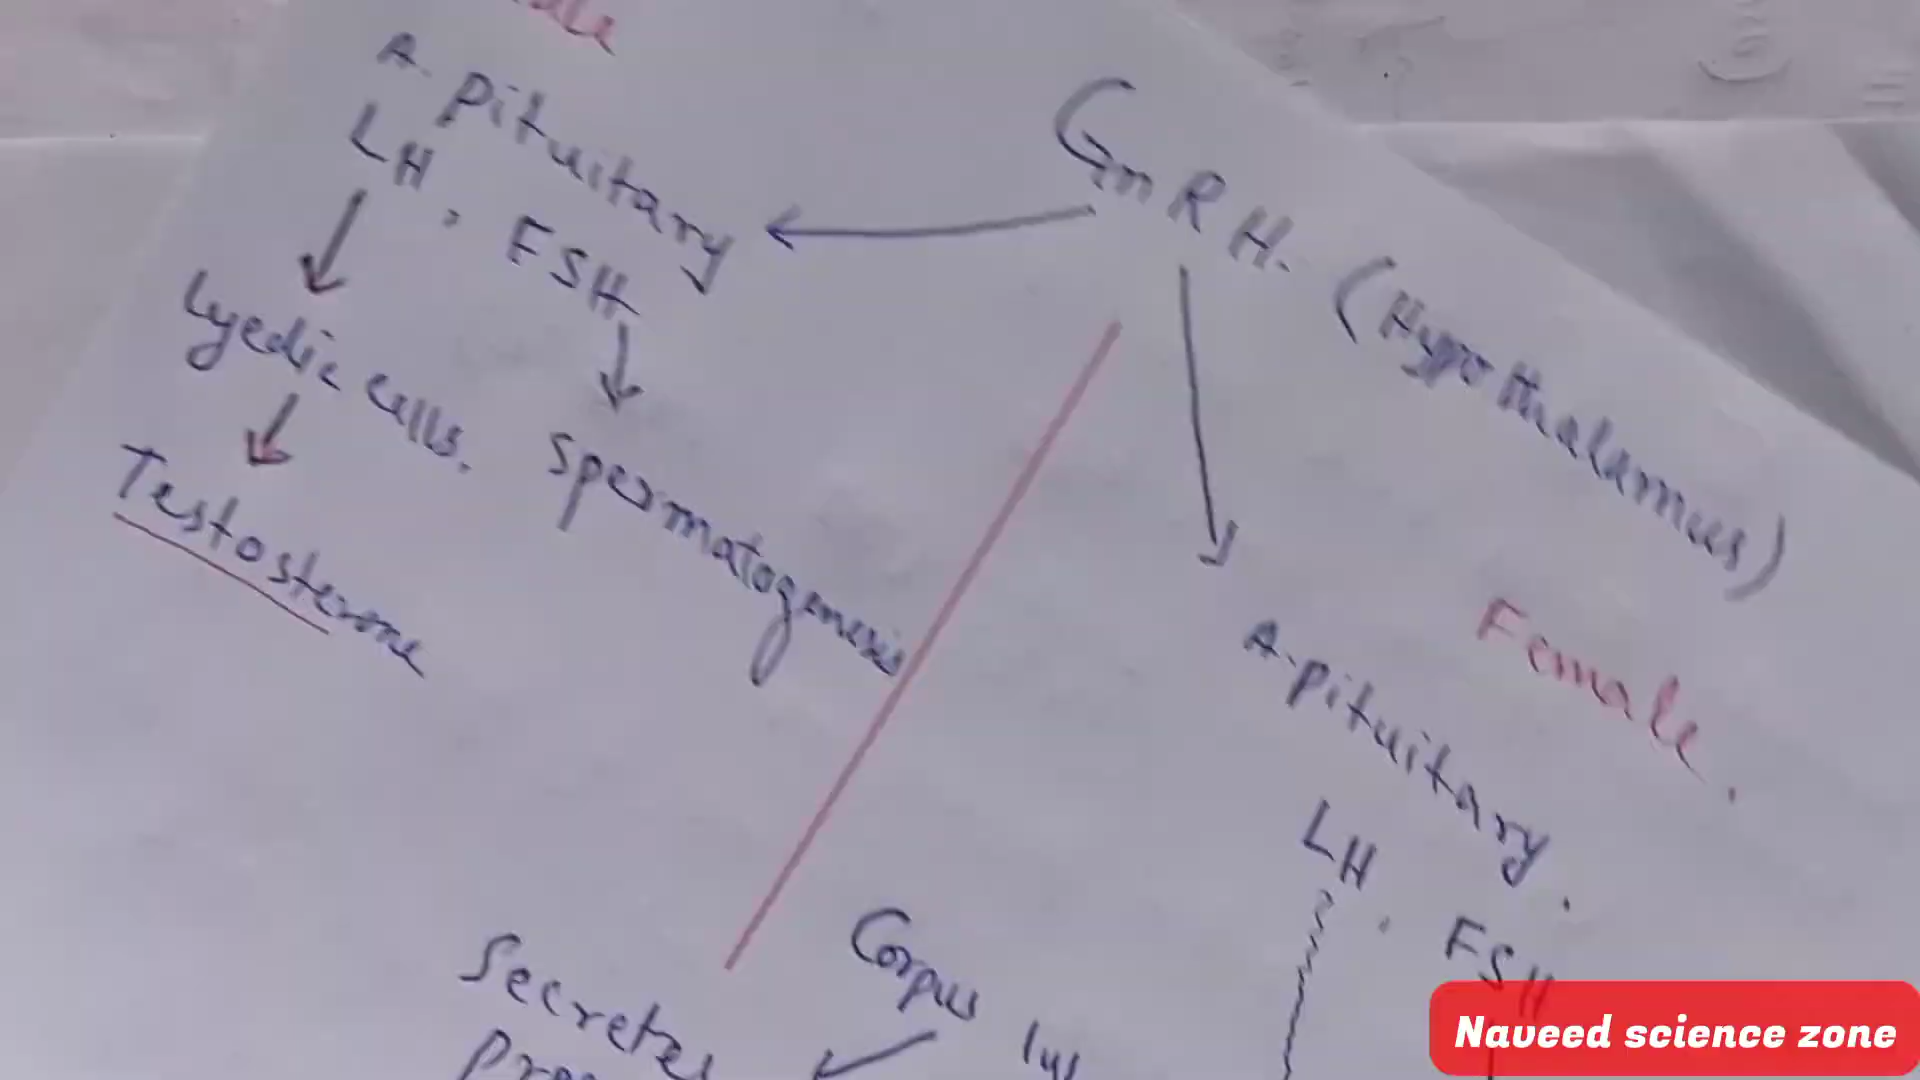 A. Pituitary
LH, FSH
Lyedic cells.
Spermatogenesis
Testosterone
GnRH. (Hypothalamus)
Female.
A. Pituitary.
LH, FSH
Corpus
Secretes
Naveed science zone